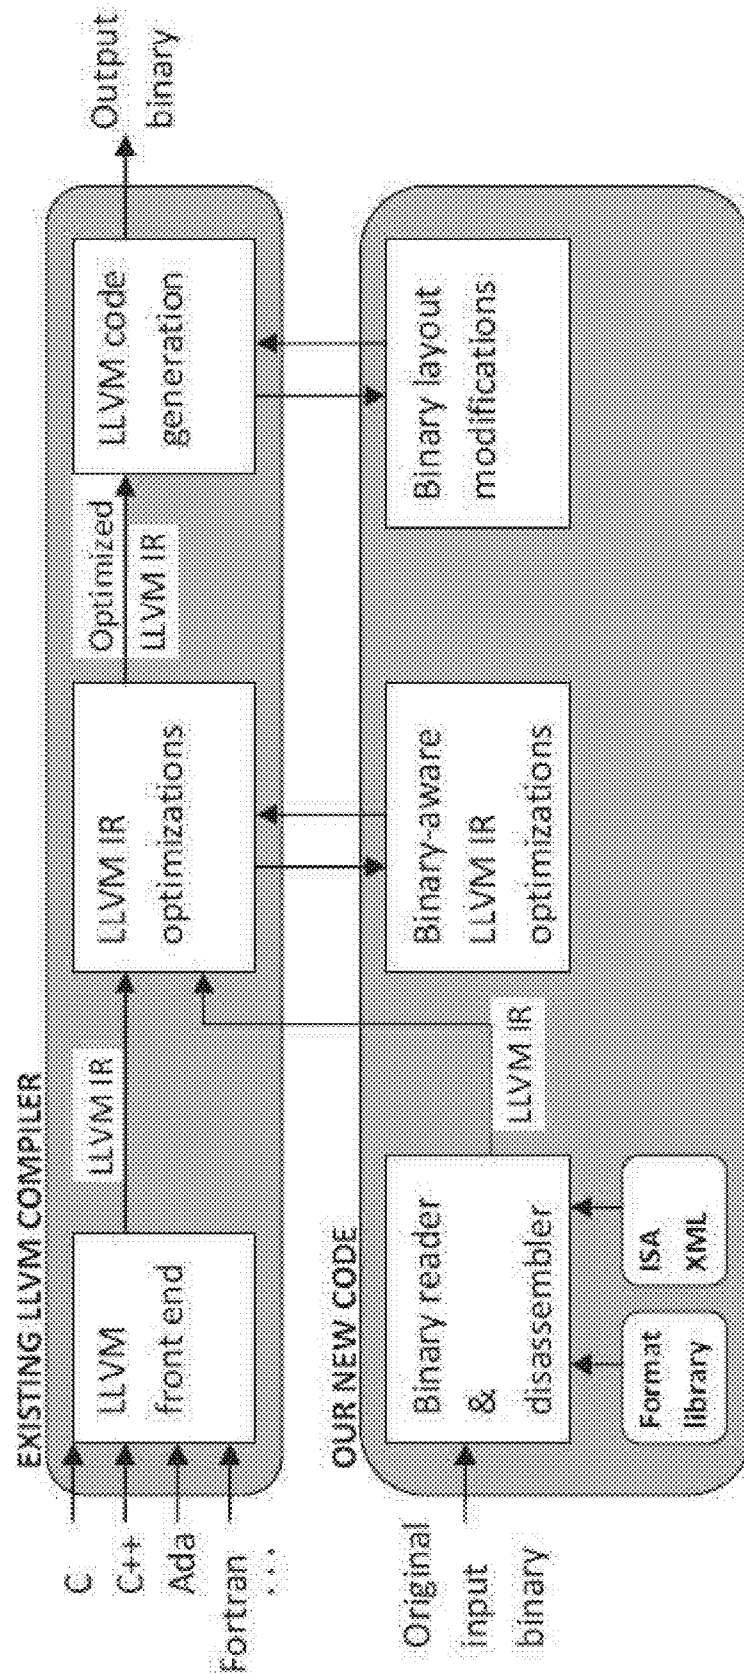 EXISTING LLVM COMPILER
C
C++
Ada
Fortran
. . .
LLVM
front end
LLVM IR
LLVM IR
optimizations
Optimized
LLVM IR
LLVM code
generation
Output
binary
OUR NEW CODE
Original
input
binary
Binary reader
&
disassembler
Format
library
ISA
XML
LLVM IR
Binary-aware
LLVM IR
optimizations
Binary layout
modifications